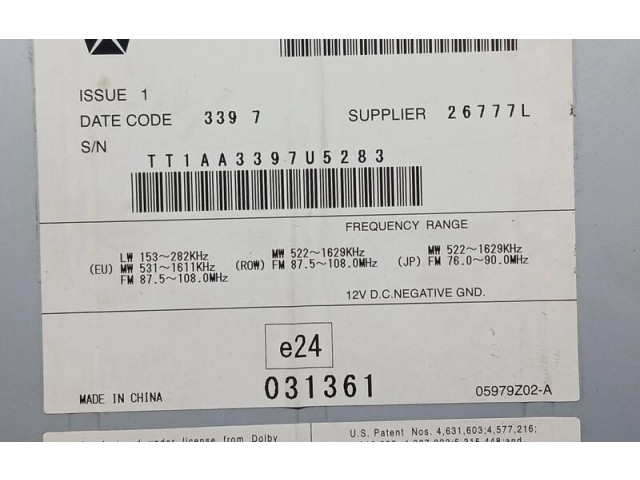 ISSUE 1
DATE CODE 339 7 SUPPLIER 26777L
S/N
TT1AA3397U5283
FREQUENCY RANGE
(EU) LW 153~282KHz
MW 531~1611KHz
FM 87.5~108.0MHz
(ROW) MW 522~1629KHz
FM 87.5~108.0MHz
(JP) MW 522~1629KHz
FM 76.0~90.0MHz
12V D.C.NEGATIVE GND.
e24
031361
MADE IN CHINA 05979Z02-A
under license from Dolby
U.S. Patent Nos. 4,631,603;4,577,216;